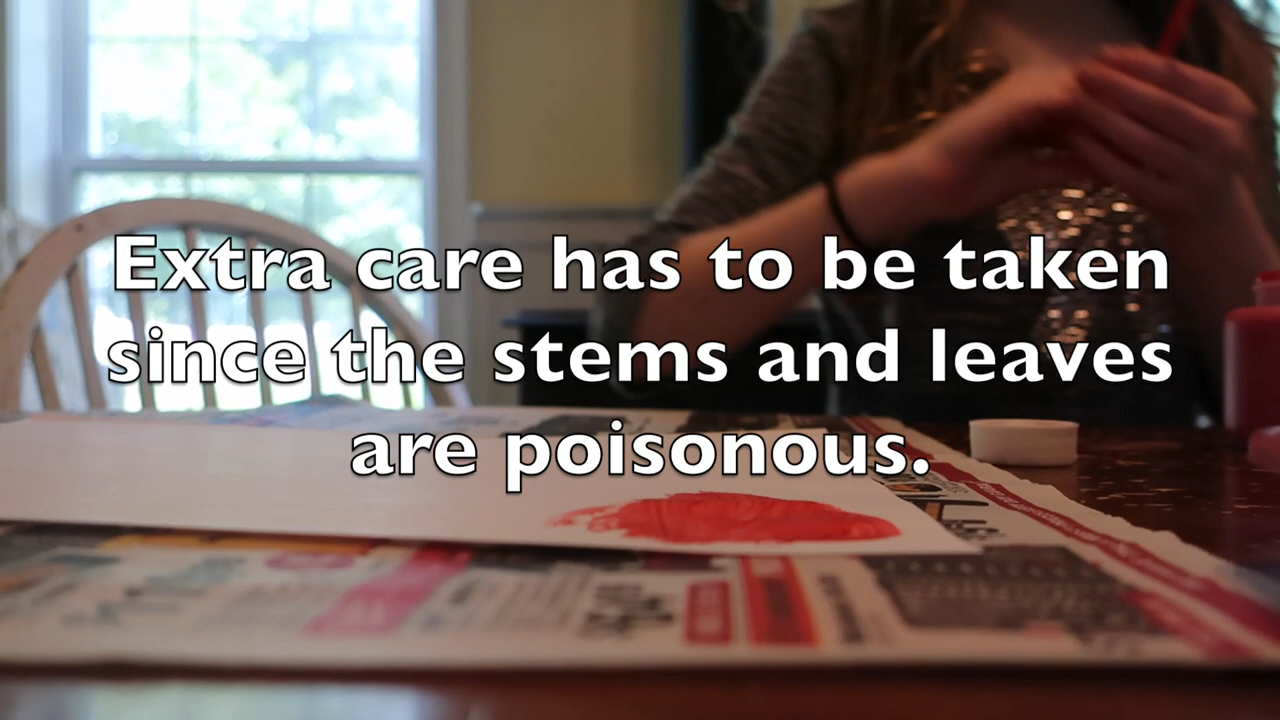 Extra care has to be taken
since the stems and leaves
are poisonous.